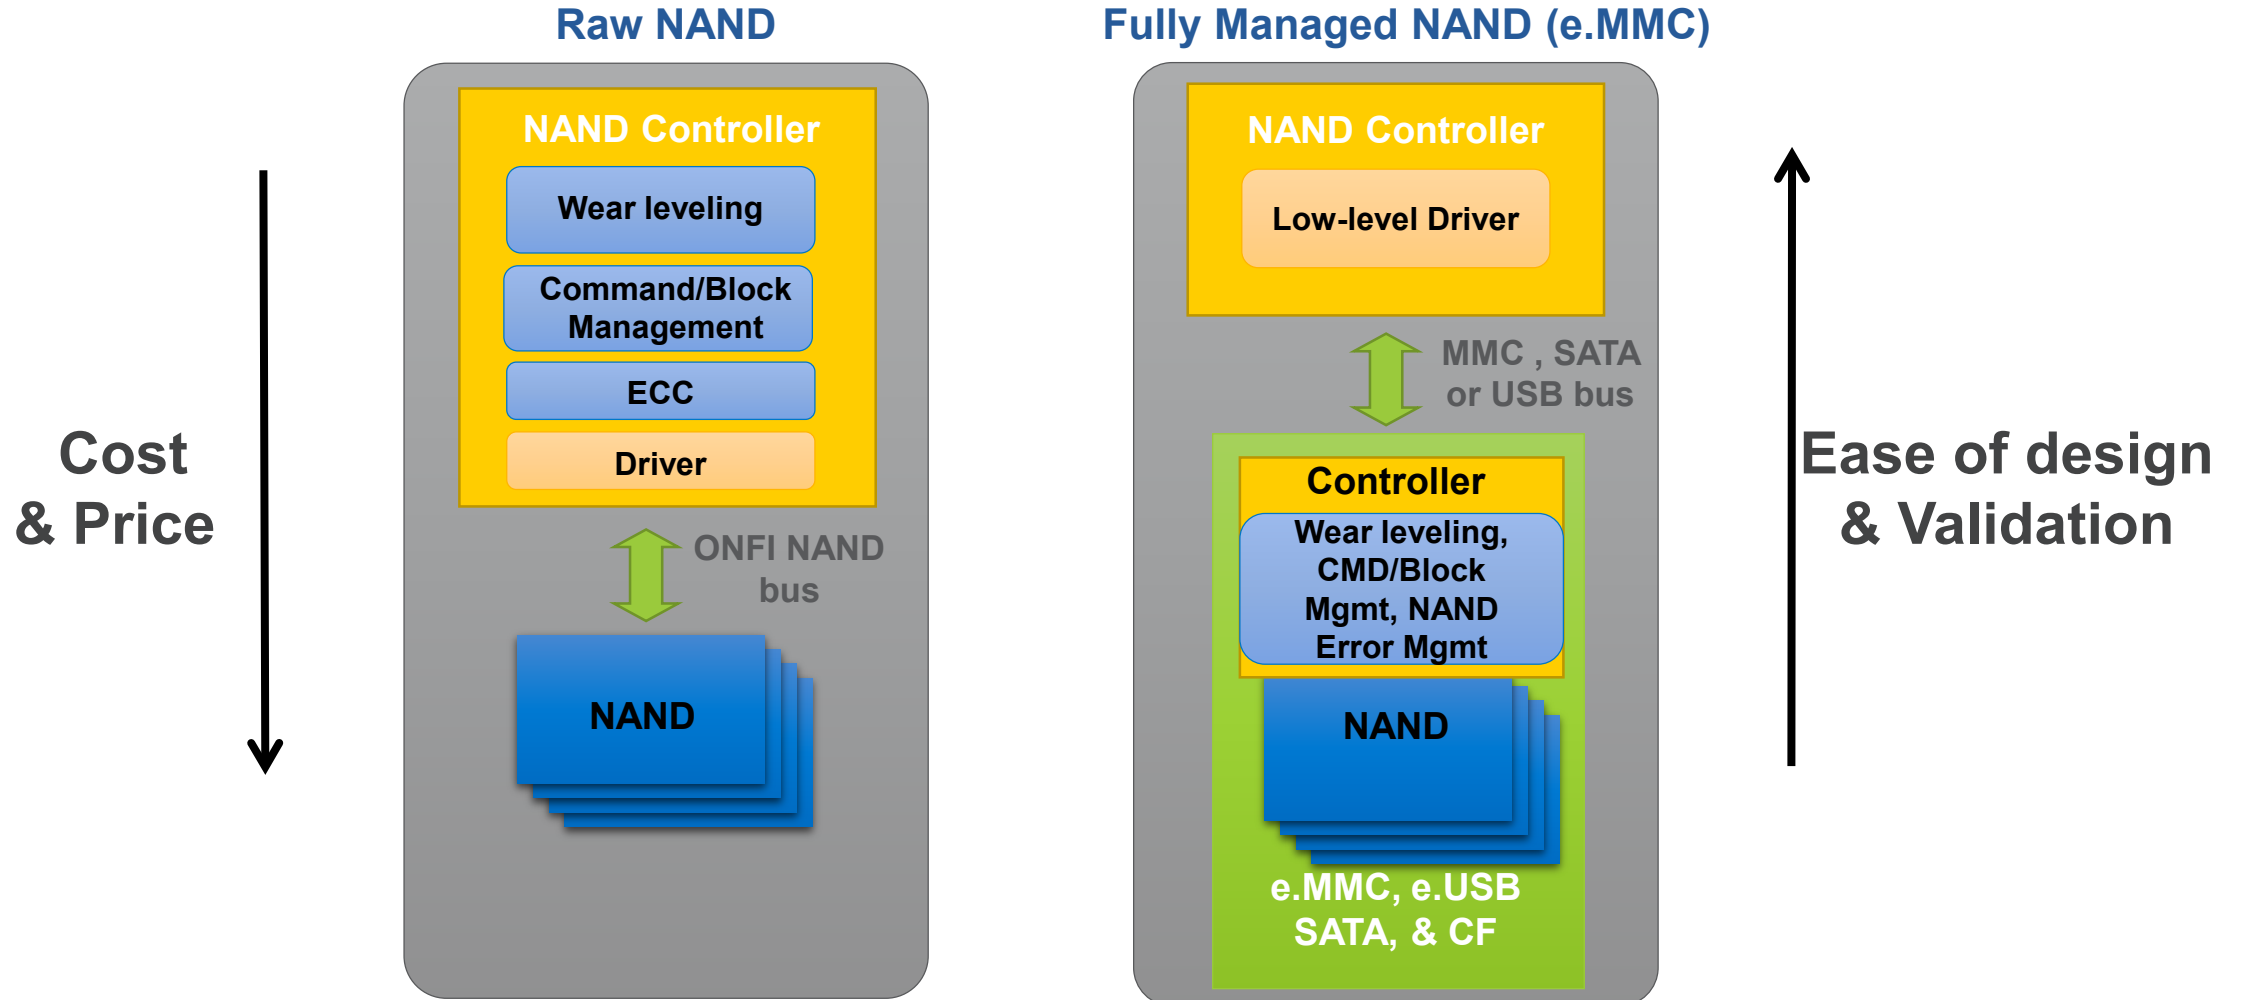 Raw NAND
Fully Managed NAND (e.MMC)
NAND Controller
Wear leveling
Command/Block
Management
ECC
Driver
ONFI NAND
bus
NAND
Cost
& Price
NAND Controller
Low-level Driver
MMC , SATA
or USB bus
Controller
Wear leveling,
CMD/Block
Mgmt, NAND
Error Mgmt
NAND
e.MMC, e.USB
SATA, & CF
Ease of design
& Validation